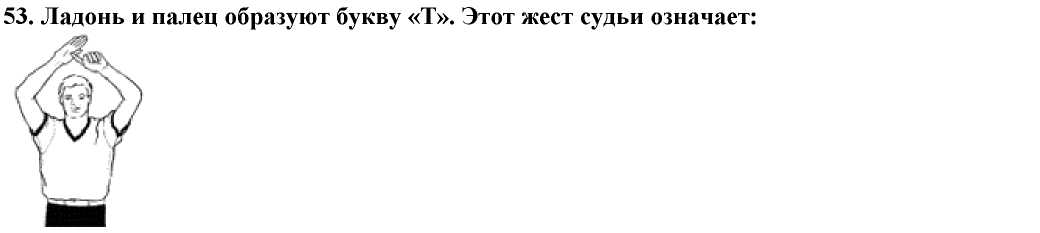 53. Ладонь и палец образуют букву «Т». Этот жест судьи означает: